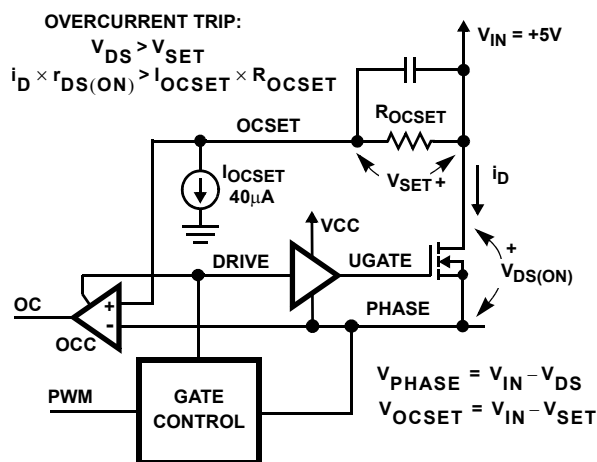 OVERCURRENT TRIP:
V_DS > V_SET
i_D × r_DS(ON) > I_OCSET × R_OCSET
V_IN = +5V
R_OCSET
OCSET
V_SET +
I_OCSET
40μA
i_D
VCC
DRIVE
UGATE
+
V_DS(ON)
OC
+
-
OCC
PHASE
PWM
GATE
CONTROL
V_PHASE = V_IN – V_DS
V_OCSET = V_IN – V_SET